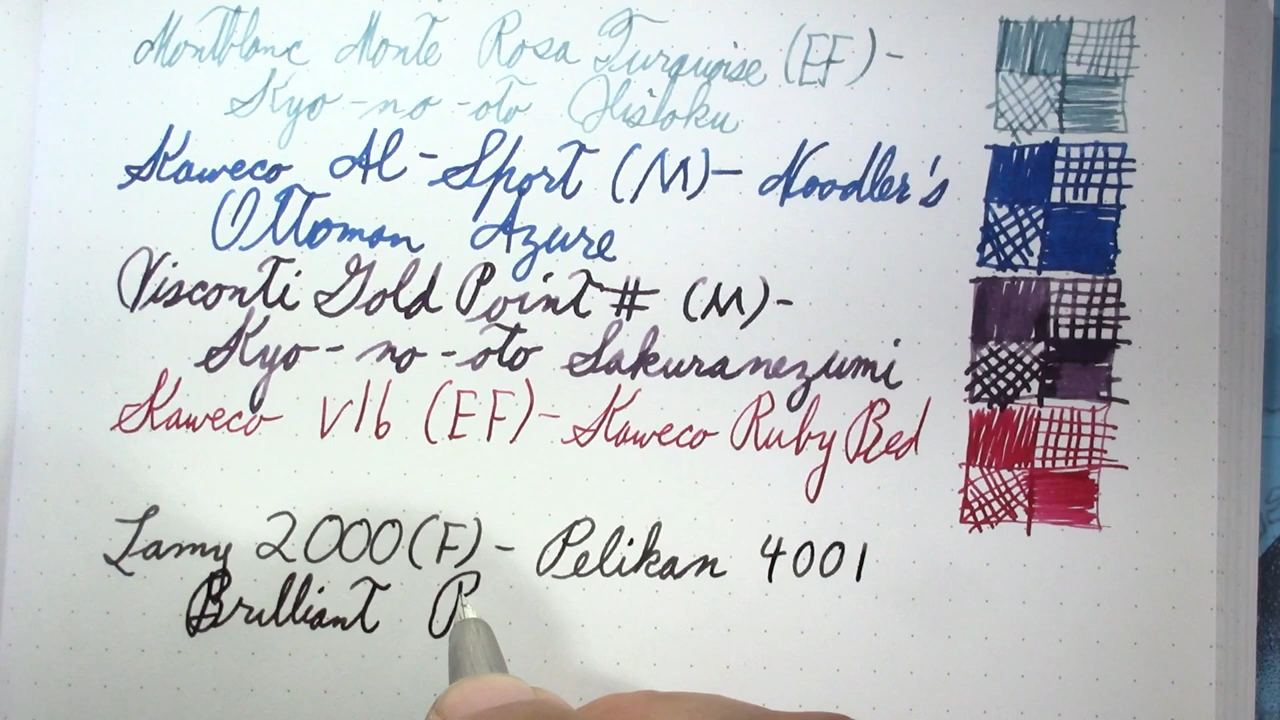 Montblanc Monte Rosa Turquoise (EF) -
Kyo - no - oto Hisoku
Kaweco Al - Sport (M) - Noodler's
Ottoman Azure
Visconti Gold Point # (M) -
Kyo - no - oto Sakuranezumi
Kaweco V16 (EF) - Kaweco Ruby Red
Lamy 2000 (F) - Pelikan 4001
Brilliant B